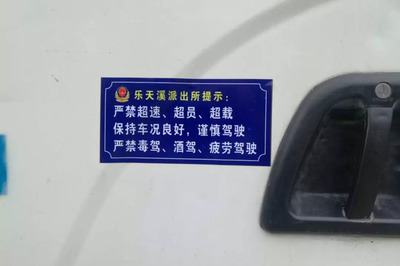 乐天溪派出所提示：
严禁超速、超员、超载
保持车况良好，谨慎驾驶
严禁毒驾、酒驾、疲劳驾驶